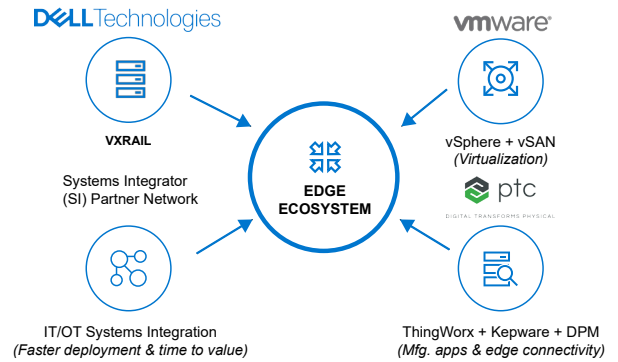 DELLTechnologies
vmware®
VXRAIL
vSphere + vSAN
(Virtualization)
Systems Integrator
(SI) Partner Network
EDGE
ECOSYSTEM
ptc
DIGITAL TRANSFORMS PHYSICAL
IT/OT Systems Integration
(Faster deployment & time to value)
ThingWorx + Kepware + DPM
(Mfg. apps & edge connectivity)